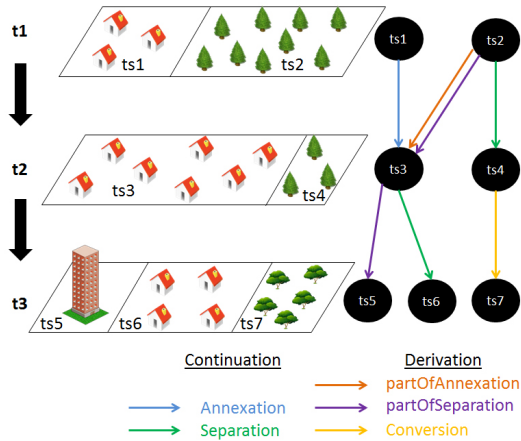 t1
ts1
ts2
ts1
ts2
t2
ts3
ts4
ts3
ts4
t3
ts5
ts6
ts7
ts5
ts6
ts7
Continuation
Derivation
partOfAnnexation
Annexation
partOfSeparation
Separation
Conversion